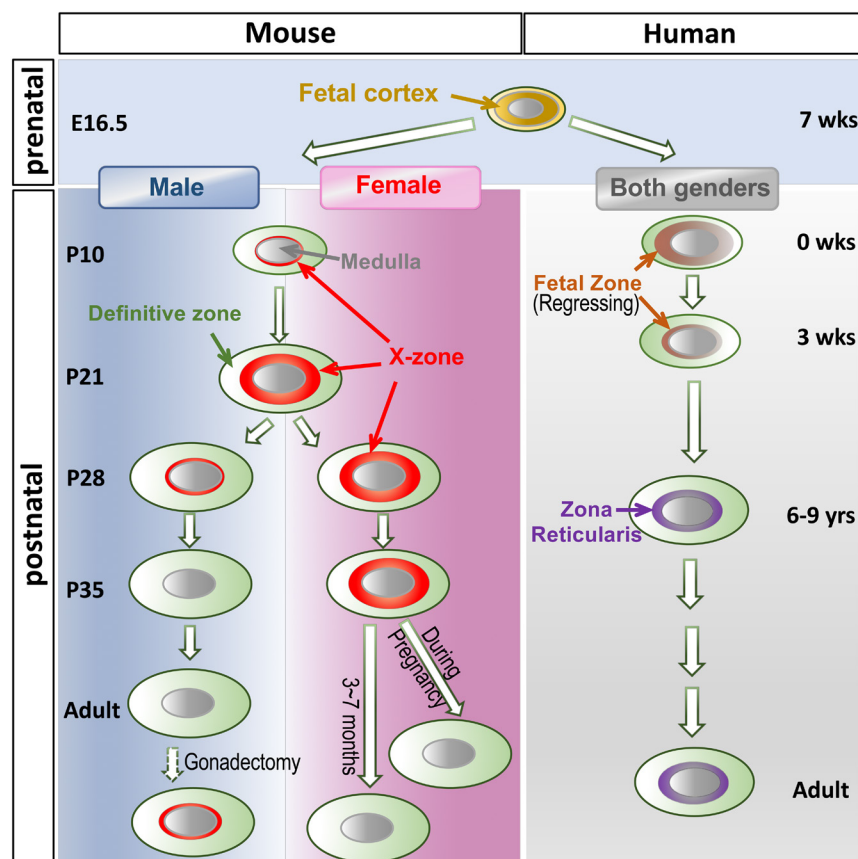 Mouse
Human
prenatal
E16.5
Fetal cortex
7 wks
Male
Female
Both genders
postnatal
P10
Medulla
0 wks
Fetal Zone
(Regressing)
Definitive zone
3 wks
X-zone
P21
P28
Zona
Reticularis
6-9 yrs
P35
During
Pregnancy
3~7 months
Adult
Gonadectomy
Adult